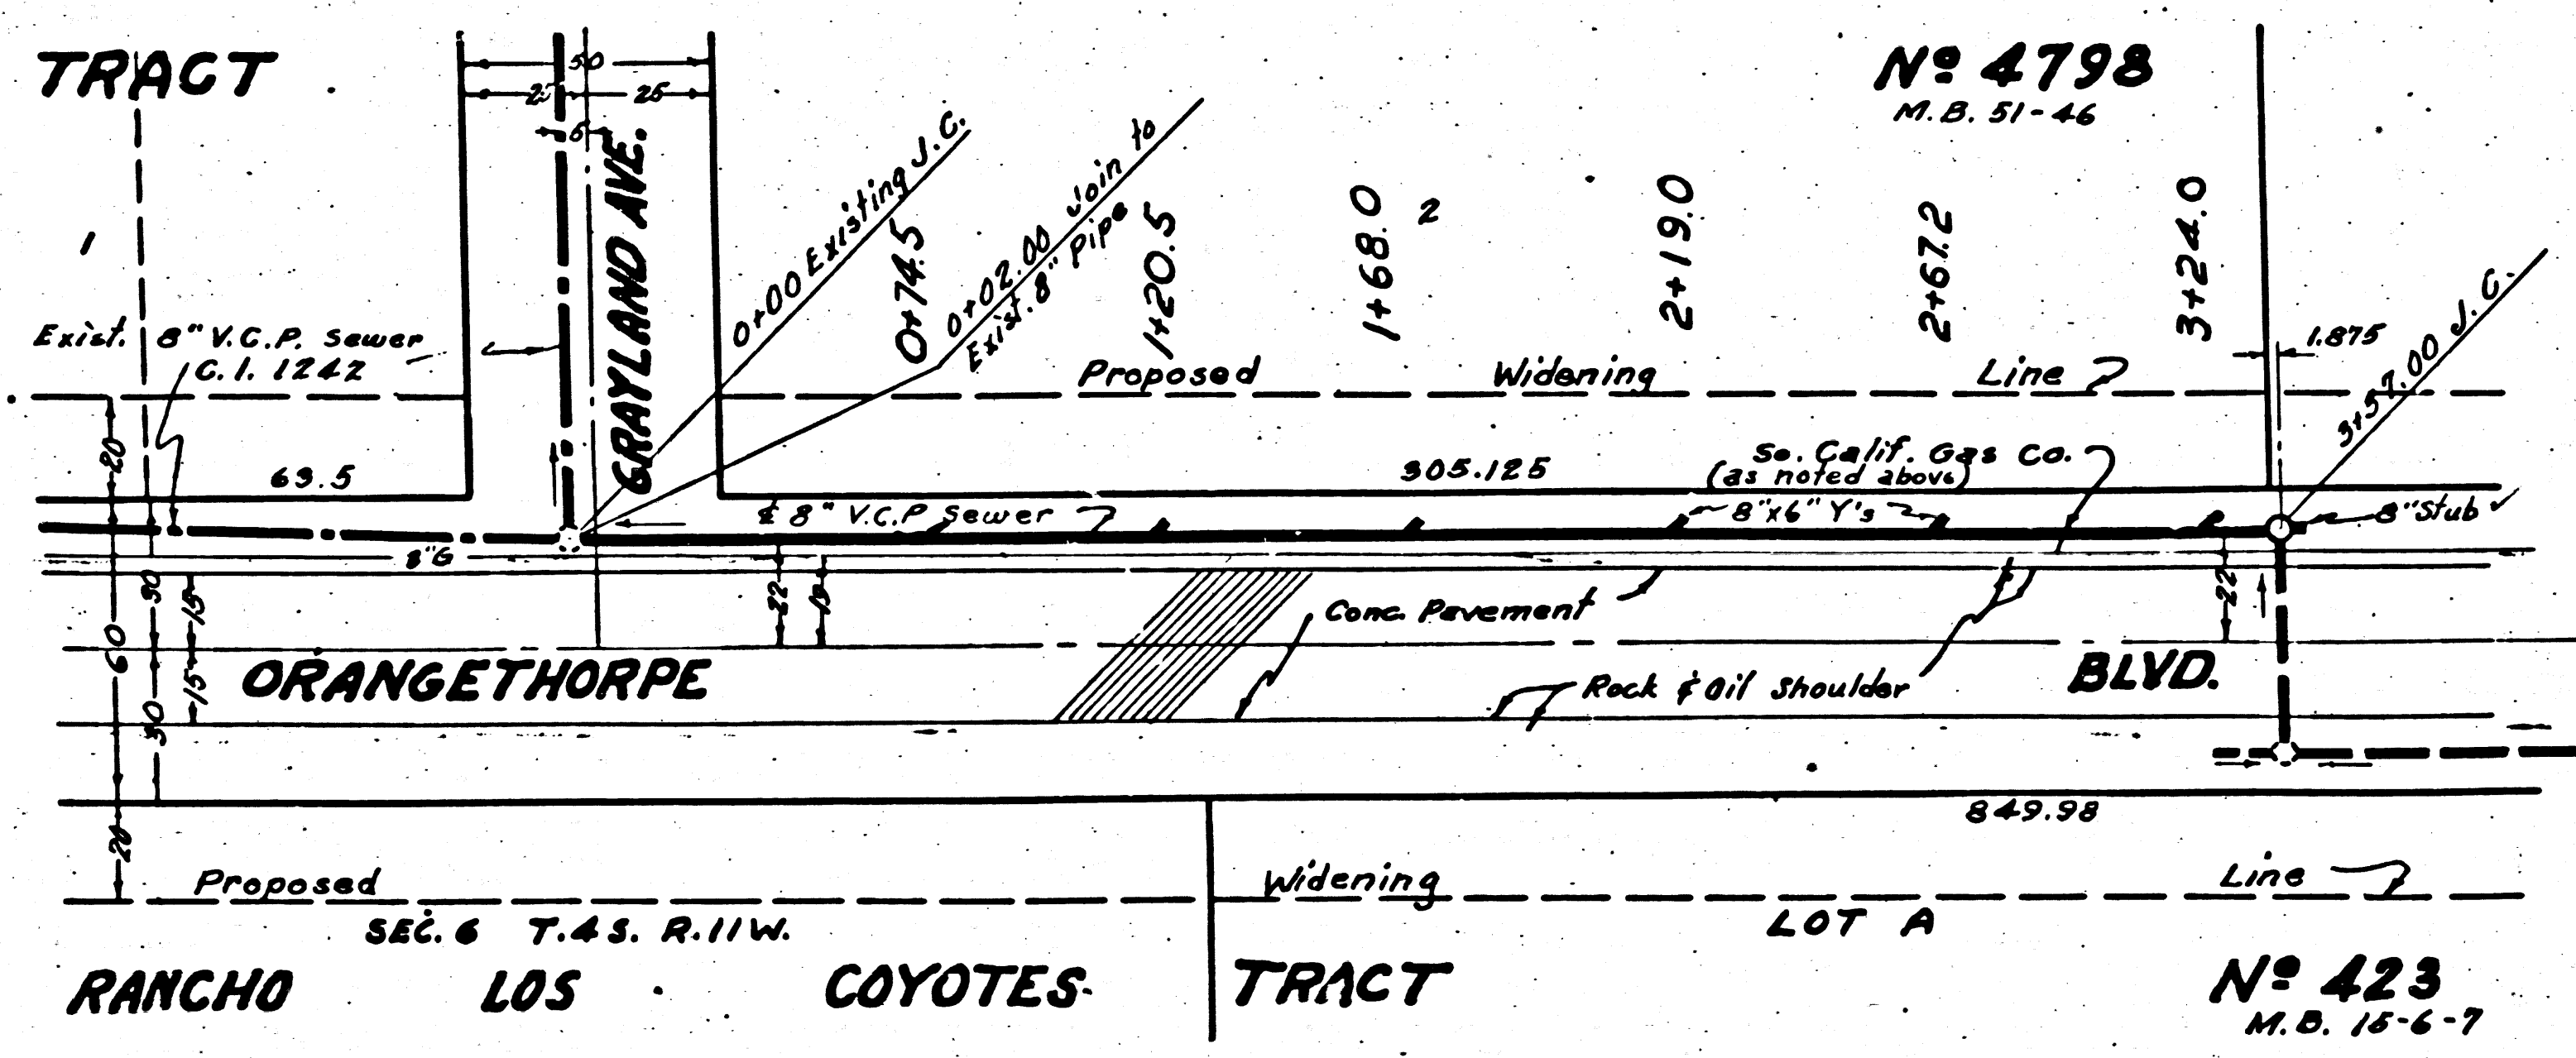 TRACT
Nº 4798
M.B. 51-46
50
25
25
5
GRAYLAND AVE.
0+00 Existing J.C.
0+74.5
0+02.00 Join to
Exist. 8" Pipe
1+20.5
1+68.0
2
2+19.0
2+67.2
3+24.0
1.875
3+57.00 J.C.
1
Exist. 8" V.C.P. Sewer
C.I. 1242
Proposed Widening Line
20
63.5
305.125
So. Calif. Gas Co.
(as noted above)
℄ 8" V.C.P Sewer
8"x6" Y's
8" Stub ✓
8"G
30
15
60
22
19
22
Conc. Pavement
ORANGETHORPE BLVD.
15
30
Rock & Oil Shoulder
849.98
20
Proposed Widening Line
SEC. 6 T.4 S. R.11 W.
LOT A
RANCHO LOS COYOTES
TRACT Nº 423
M.B. 15-6-7